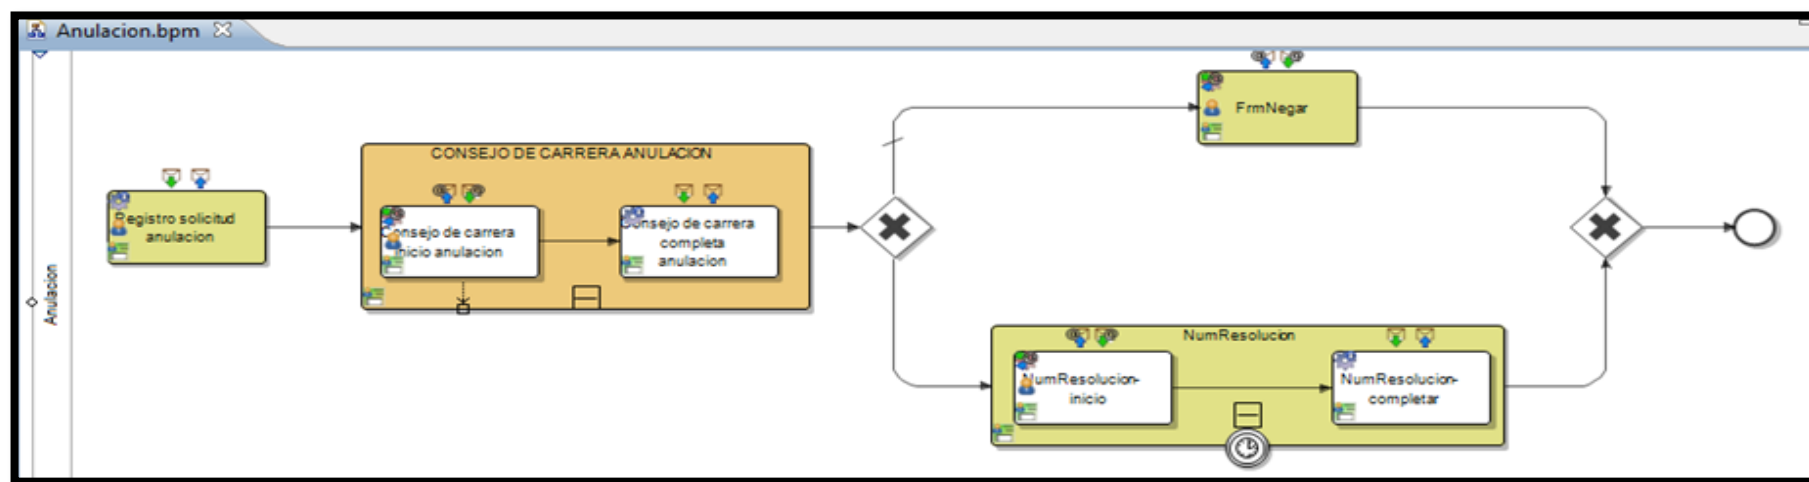 Anulacion.bpm
Anulacion
Registro solicitud
anulacion
CONSEJO DE CARRERA ANULACION
Consejo de carrera
inicio anulacion
Consejo de carrera
completa
anulacion
FrmNegar
NumResolucion
NumResolucion-
inicio
NumResolucion-
completar